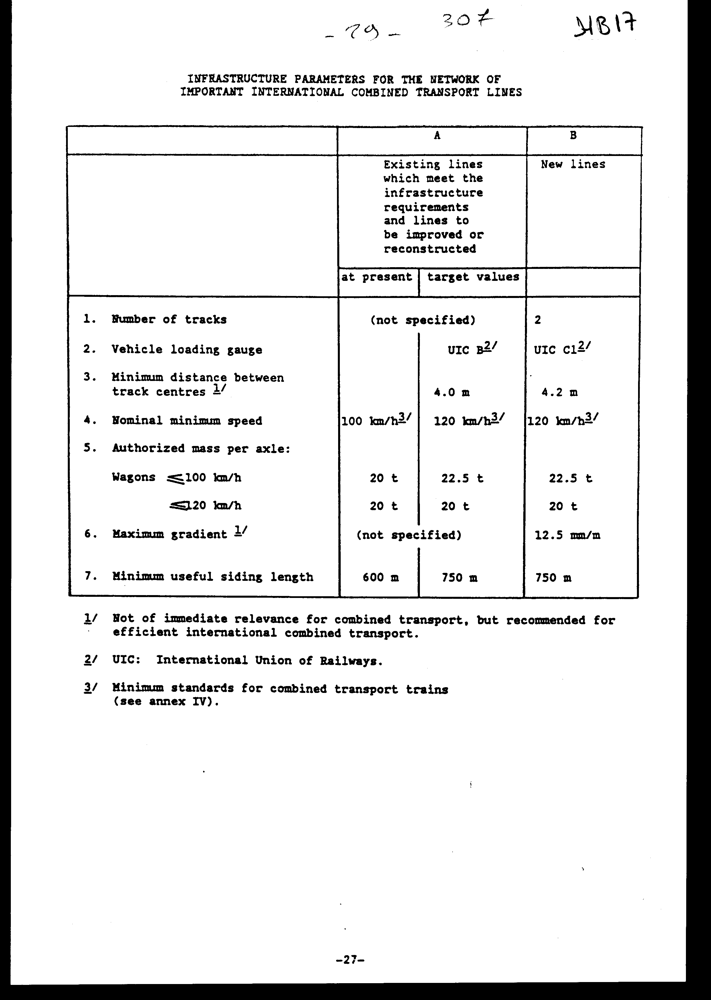 - 29 -
307
HB17
INFRASTRUCTURE PARAMETERS FOR THE NETWORK OF
IMPORTANT INTERNATIONAL COMBINED TRANSPORT LINES
A B
Existing lines New lines
which meet the
infrastructure
requirements
and lines to
be improved or
reconstructed
at present target values
1. Number of tracks (not specified) 2
2. Vehicle loading gauge UIC B2/ UIC C12/
3. Minimum distance between
track centres 1/ 4.0 m 4.2 m
4. Nominal minimum speed 100 km/h3/ 120 km/h3/ 120 km/h3/
5. Authorized mass per axle:
Wagons ≤100 km/h 20 t 22.5 t 22.5 t
≤120 km/h 20 t 20 t 20 t
6. Maximum gradient 1/ (not specified) 12.5 mm/m
7. Minimum useful siding length 600 m 750 m 750 m
1/ Not of immediate relevance for combined transport, but recommended for
efficient international combined transport.
2/ UIC: International Union of Railways.
3/ Minimum standards for combined transport trains
(see annex IV).
-27-